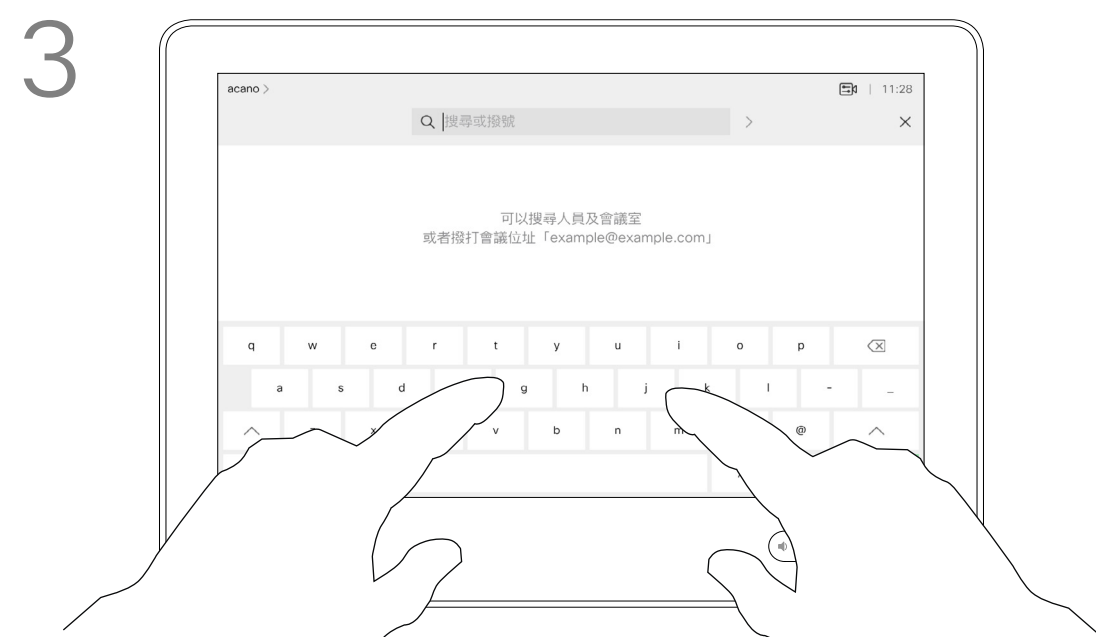 3
acano >
11:28
搜尋或撥號
可以搜尋人員及會議室
或者撥打會議位址「example@example.com」
q w e r t y u i o p
a s d g h j k l - _
x v b n m @